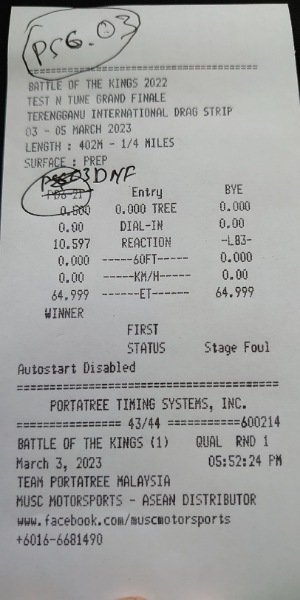 PSG.03
BATTLE OF THE KINGS 2022
TEST N TUNE GRAND FINALE
TERENGGANU INTERNATIONAL DRAG STRIP
03 - 05 MARCH 2023
LENGTH : 402M - 1/4 MILES
SURFACE : PREP
03 DNF
Entry BYE
0.500 0.000 TREE 0.000
0.00 DIAL-IN 0.00
10.597 REACTION -L83-
0.000 -----60FT----- 0.000
0.00 -----KM/H----- 0.00
64.999 ------ET------ 64.999
WINNER
FIRST
STATUS Stage Foul
Autostart Disabled
PORTATREE TIMING SYSTEMS, INC.
================ 43/44 ===========600214
BATTLE OF THE KINGS (1) QUAL RND 1
March 3, 2023 05:52:24 PM
TEAM PORTATREE MALAYSIA
MUSC MOTORSPORTS - ASEAN DISTRIBUTOR
www.facebook.com/muscmotorsports
+6016-6681490